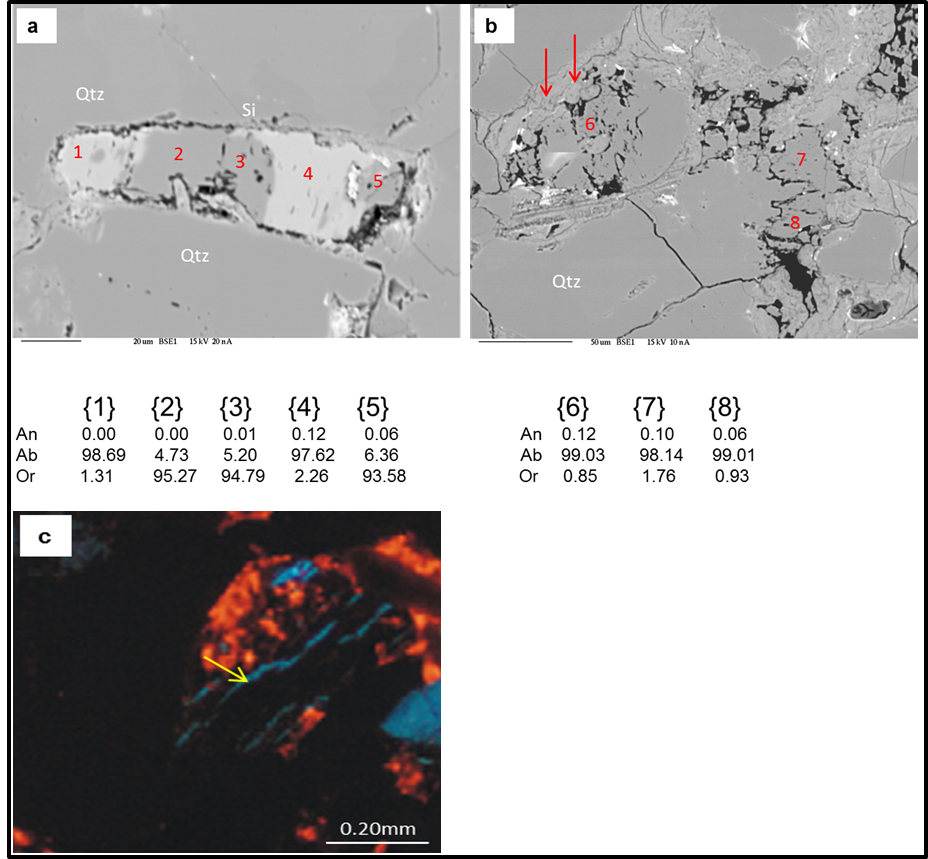 a
Qtz
Si
1
2
3
4
5
Qtz
20 um BSE1 15 kV 20 nA
b
6
7
8
Qtz
50 um BSE1 15 kV 10 nA
{1} {2} {3} {4} {5}
An 0.00 0.00 0.01 0.12 0.06
Ab 98.69 4.73 5.20 97.62 6.36
Or 1.31 95.27 94.79 2.26 93.58
{6} {7} {8}
An 0.12 0.10 0.06
Ab 99.03 98.14 99.01
Or 0.85 1.76 0.93
c
0.20mm